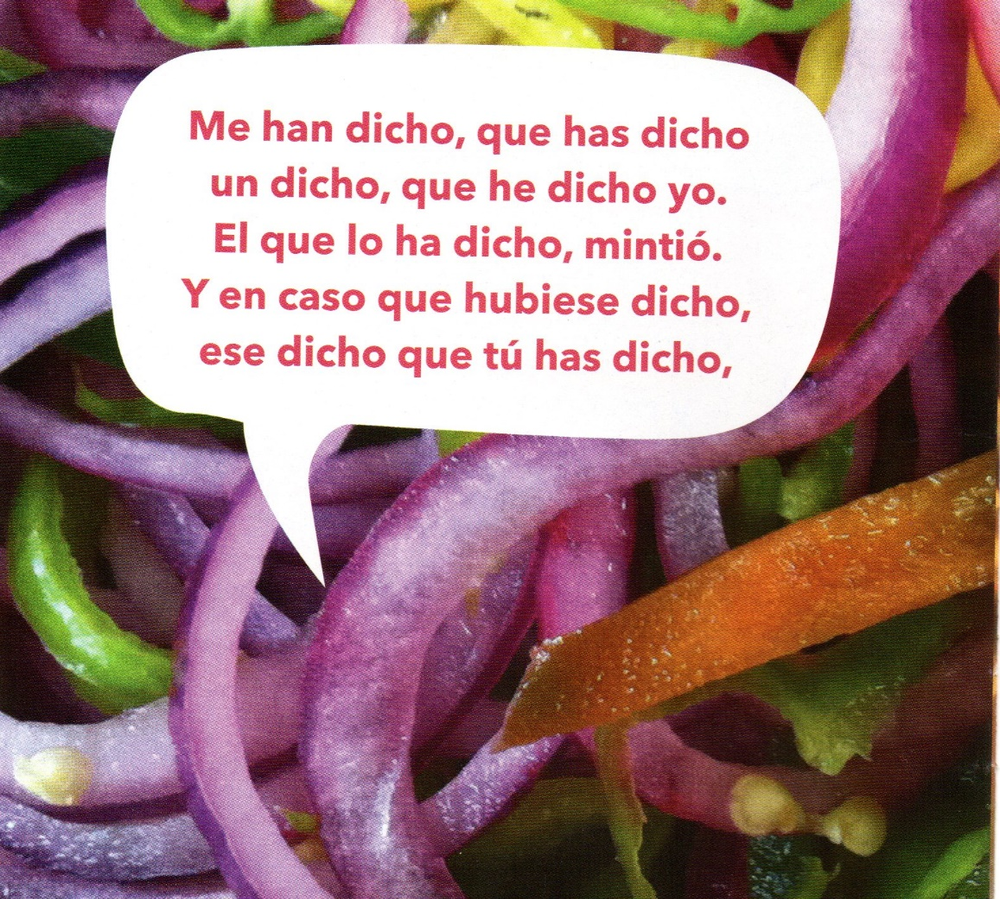 Me han dicho, que has dicho
un dicho, que he dicho yo.
El que lo ha dicho, mintió.
Y en caso que hubiese dicho,
ese dicho que tú has dicho,